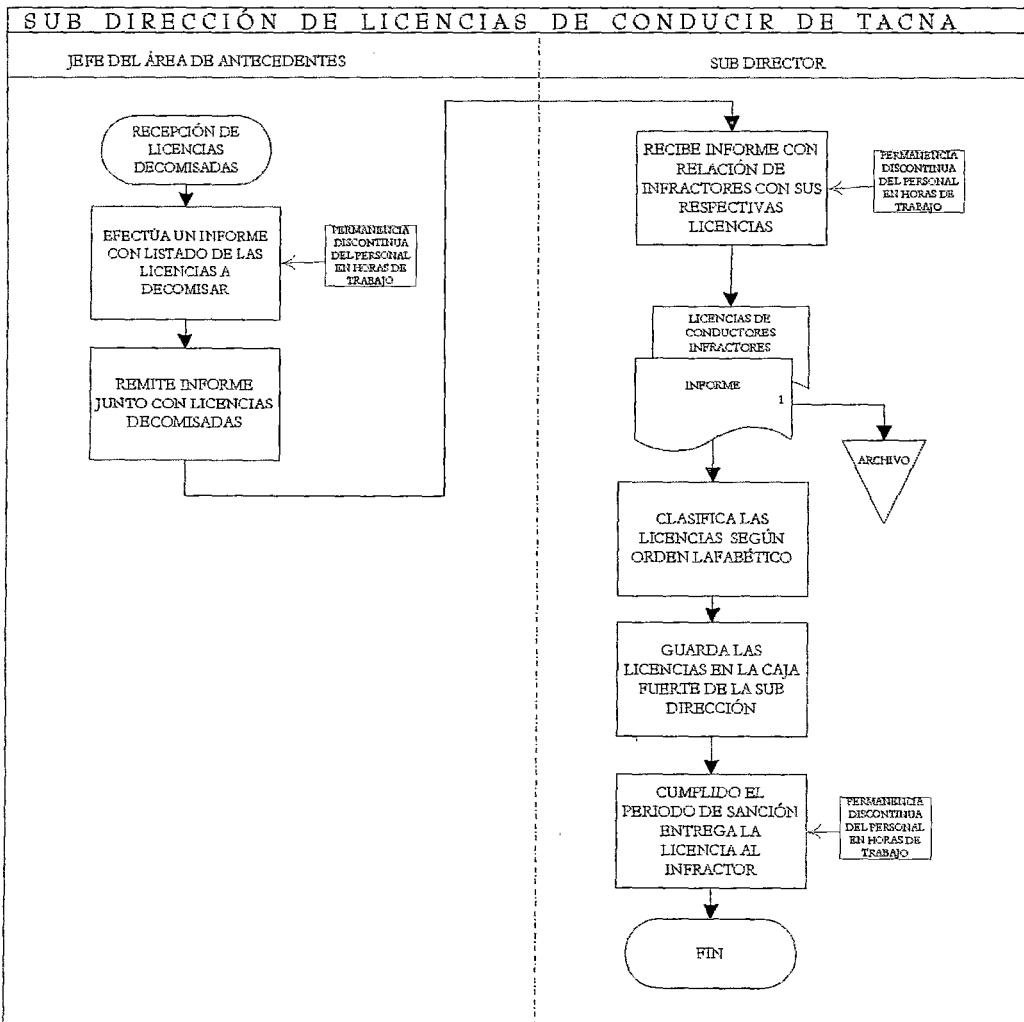 SUB DIRECCIÓN DE LICENCIAS DE CONDUCIR DE TACNA
JEFE DEL ÁREA DE ANTECEDENTES
RECEPCIÓN DE
LICENCIAS
DECOMISADAS
EFECTÚA UN INFORME
CON LISTADO DE LAS
LICENCIAS A
DECOMISAR
PERMANENCIA
DISCONTINUA
DEL PERSONAL
EN HORAS DE
TRABAJO
REMITE INFORME
JUNTO CON LICENCIAS
DECOMISADAS
SUB DIRECTOR
RECIBE INFORME CON
RELACIÓN DE
INFRACTORES CON SUS
RESPECTIVAS
LICENCIAS
PERMANENCIA
DISCONTINUA
DEL PERSONAL
EN HORAS DE
TRABAJO
LICENCIAS DE
CONDUCTORES
INFRACTORES
INFORME
1
ARCHIVO
CLASIFICA LAS
LICENCIAS SEGÚN
ORDEN LAFABÉTICO
GUARDA LAS
LICENCIAS EN LA CAJA
FUERTE DE LA SUB
DIRECCIÓN
CUMPLIDO EL
PERIODO DE SANCIÓN
ENTREGA LA
LICENCIA AL
INFRACTOR
PERMANENCIA
DISCONTINUA
DEL PERSONAL
EN HORAS DE
TRABAJO
FIN